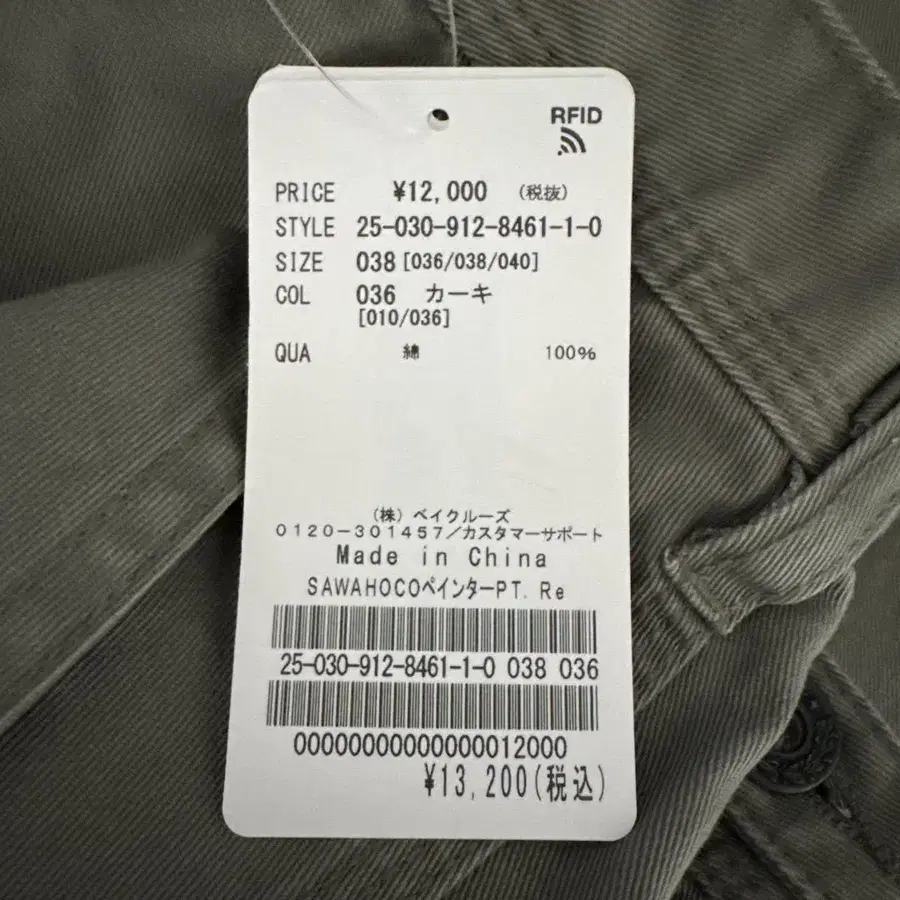 RFID
PRICE ¥12,000 (税抜)
STYLE 25-030-912-8461-1-0
SIZE 038 [036/038/040]
COL 036 カーキ
[010/036]
QUA 綿 100%
(株) ベイクルーズ
0120-301457/カスタマーサポート
Made in China
SAWAHOCOペインターPT. Re
25-030-912-8461-1-0 038 036
000000000000000012000
¥13,200(税込)